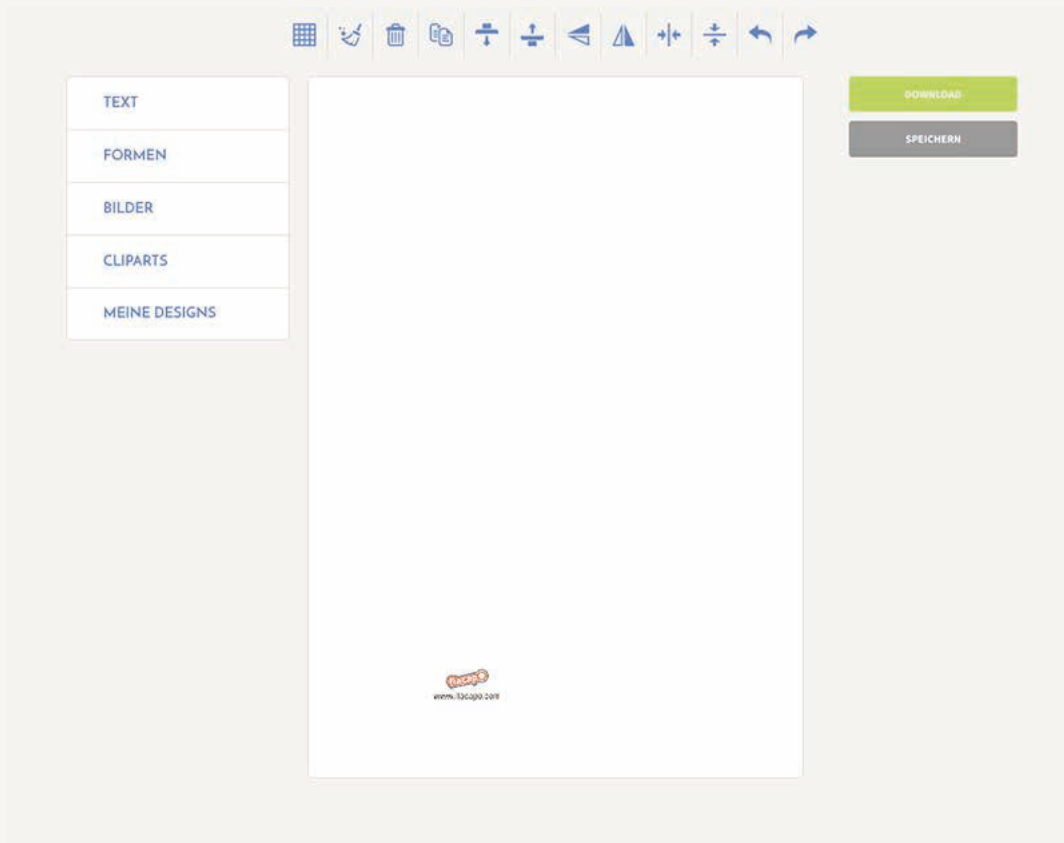 TEXT
FORMEN
BILDER
CLIPARTS
MEINE DESIGNS
DOWNLOAD
SPEICHERN